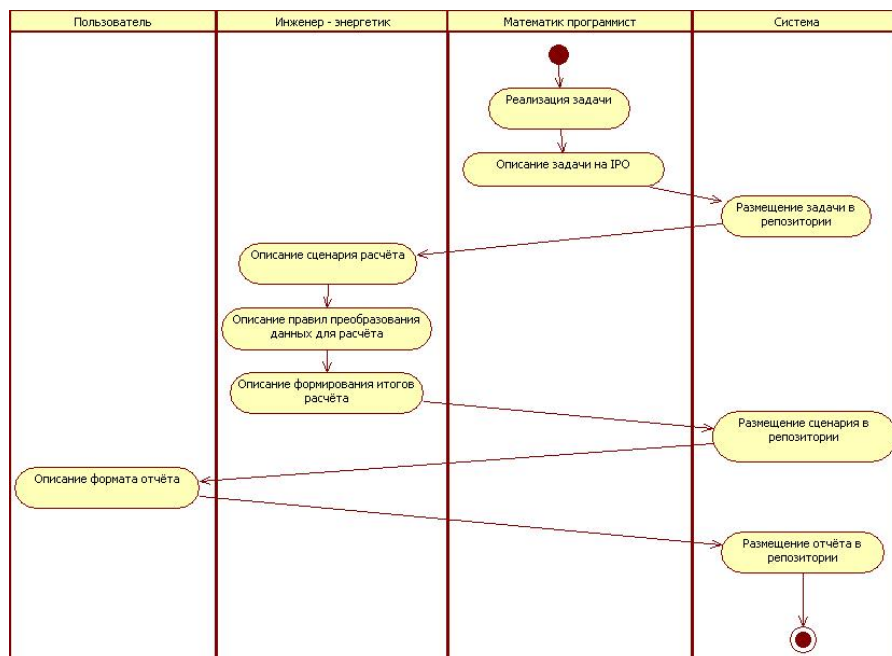 Пользователь
Инженер - энергетик
Математик программист
Система
Реализация задачи
Описание задачи на IPO
Размещение задачи в
репозитории
Описание сценария расчёта
Описание правил преобразования
данных для расчёта
Описание формирования итогов
расчёта
Размещение сценария в
репозитории
Описание формата отчёта
Размещение отчёта в
репозитории